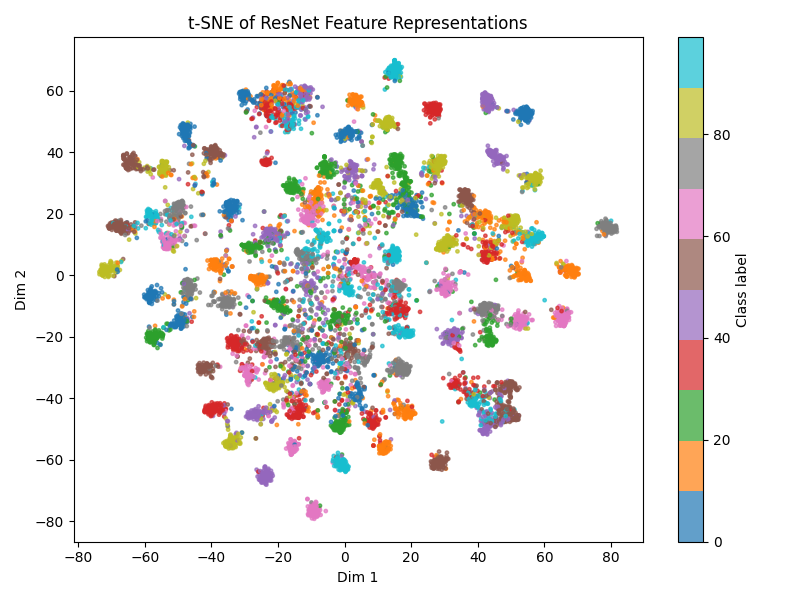 t-SNE of ResNet Feature Representations
60
40
20
0
−20
−40
−60
−80
Dim 2
−80 −60 −40 −20 0 20 40 60 80
Dim 1
80
60
40
20
0
Class label